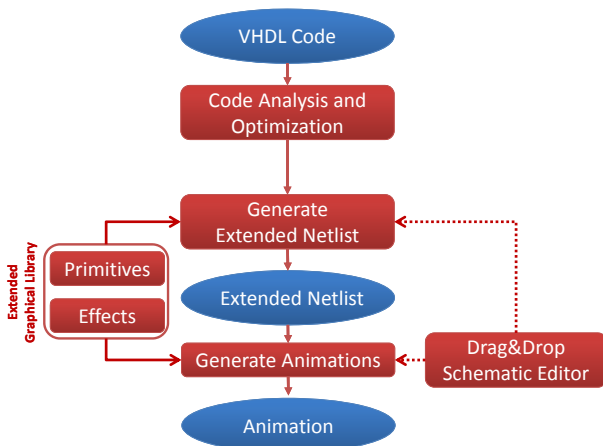 VHDL Code
Code Analysis and
Optimization
Generate
Extended Netlist
Extended
Graphical Library
Primitives
Effects
Extended Netlist
Generate Animations
Drag&Drop
Schematic Editor
Animation